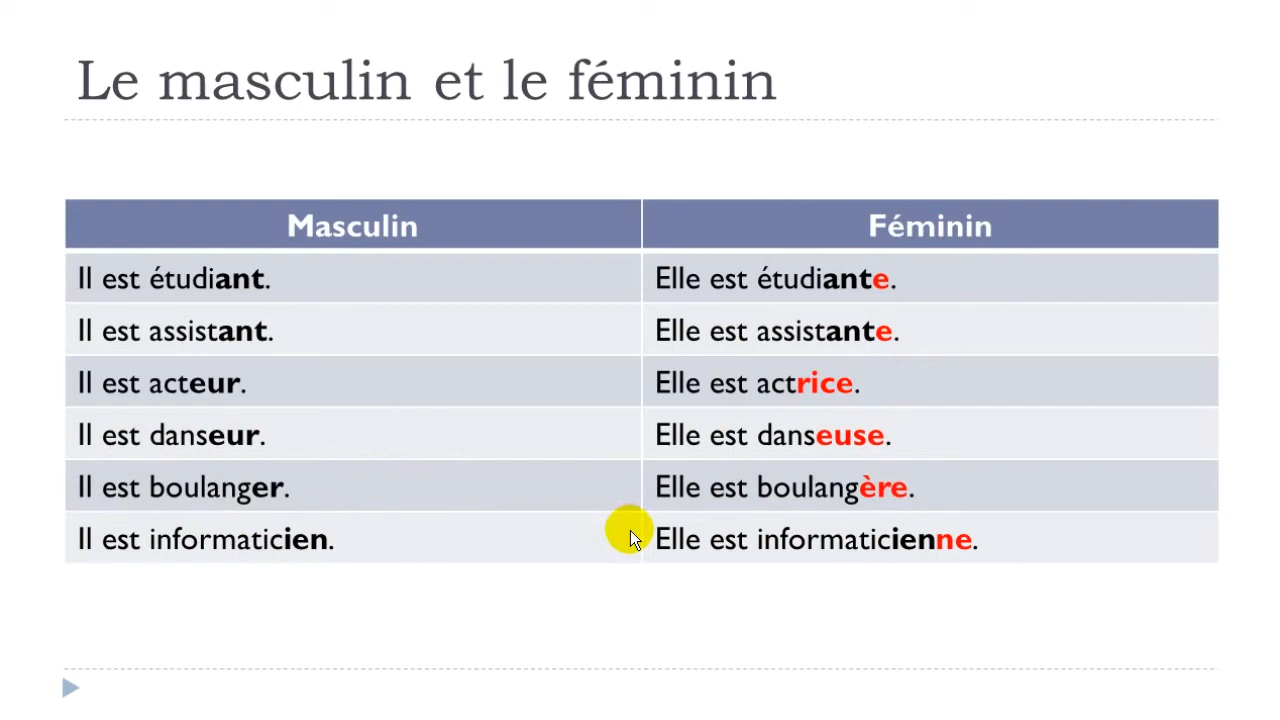 Le masculin et le féminin
Masculin Féminin
Il est étudiant. Elle est étudiante.
Il est assistant. Elle est assistante.
Il est acteur. Elle est actrice.
Il est danseur. Elle est danseuse.
Il est boulanger. Elle est boulangère.
Il est informaticien. Elle est informaticienne.